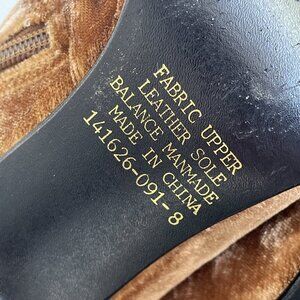 FABRIC UPPER
LEATHER SOLE
BALANCE MANMADE
MADE IN CHINA
141626-091-8